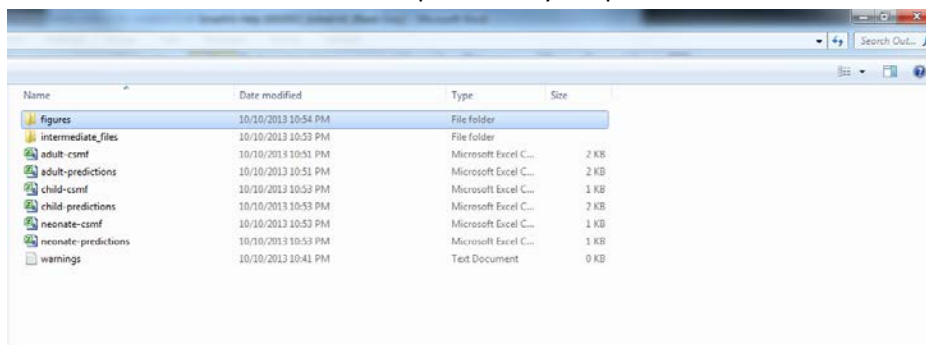 Search Out...
Name Date modified Type Size
figures 10/10/2013 10:54 PM File folder
intermediate_files 10/10/2013 10:53 PM File folder
adult-csmf 10/10/2013 10:51 PM Microsoft Excel C... 2 KB
adult-predictions 10/10/2013 10:51 PM Microsoft Excel C... 2 KB
child-csmf 10/10/2013 10:53 PM Microsoft Excel C... 1 KB
child-predictions 10/10/2013 10:53 PM Microsoft Excel C... 2 KB
neonate-csmf 10/10/2013 10:53 PM Microsoft Excel C... 1 KB
neonate-predictions 10/10/2013 10:53 PM Microsoft Excel C... 1 KB
warnings 10/10/2013 10:41 PM Text Document 0 KB